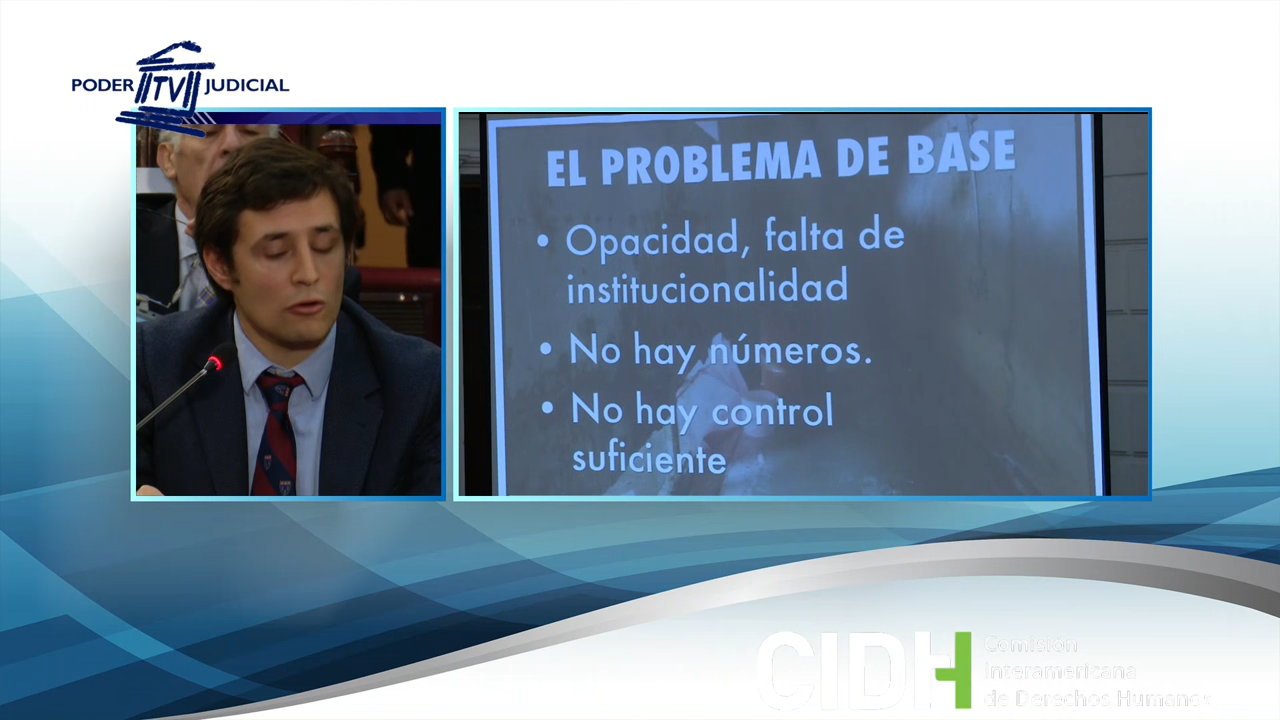 PODER TV JUDICIAL
EL PROBLEMA DE BASE
• Opacidad, falta de
institucionalidad
• No hay números.
• No hay control
suficiente
CIDH
Comisión
Interamericana
de Derechos Humanos